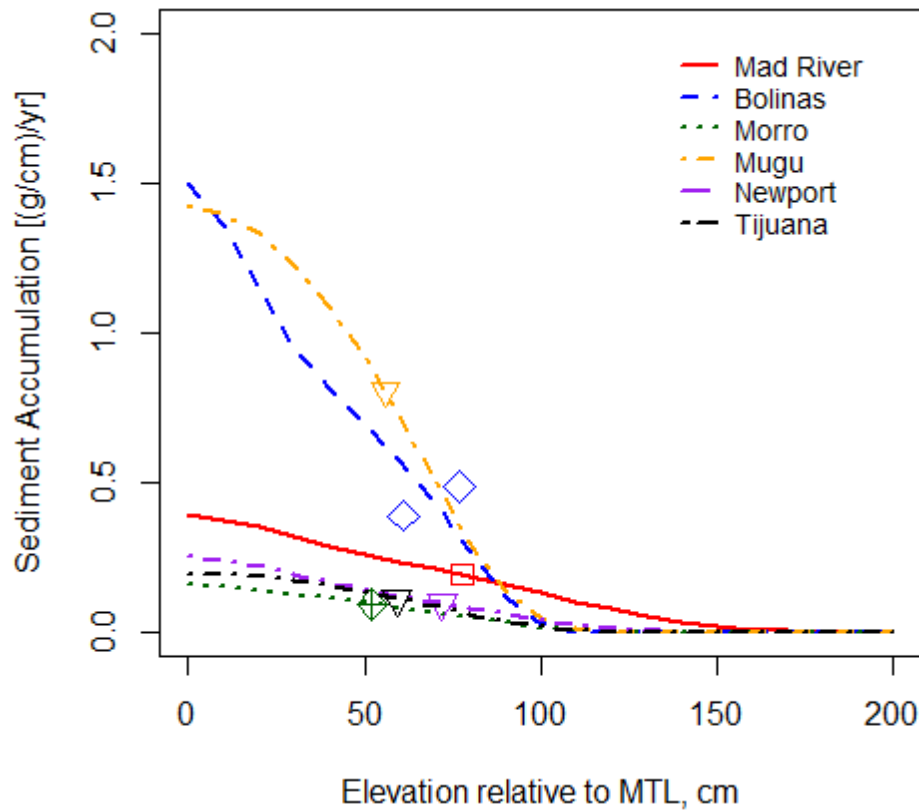 2.0
1.5
1.0
0.5
0.0
Sediment Accumulation [(g/cm)/yr]
Mad River
Bolinas
Morro
Mugu
Newport
Tijuana
0 50 100 150 200
Elevation relative to MTL, cm